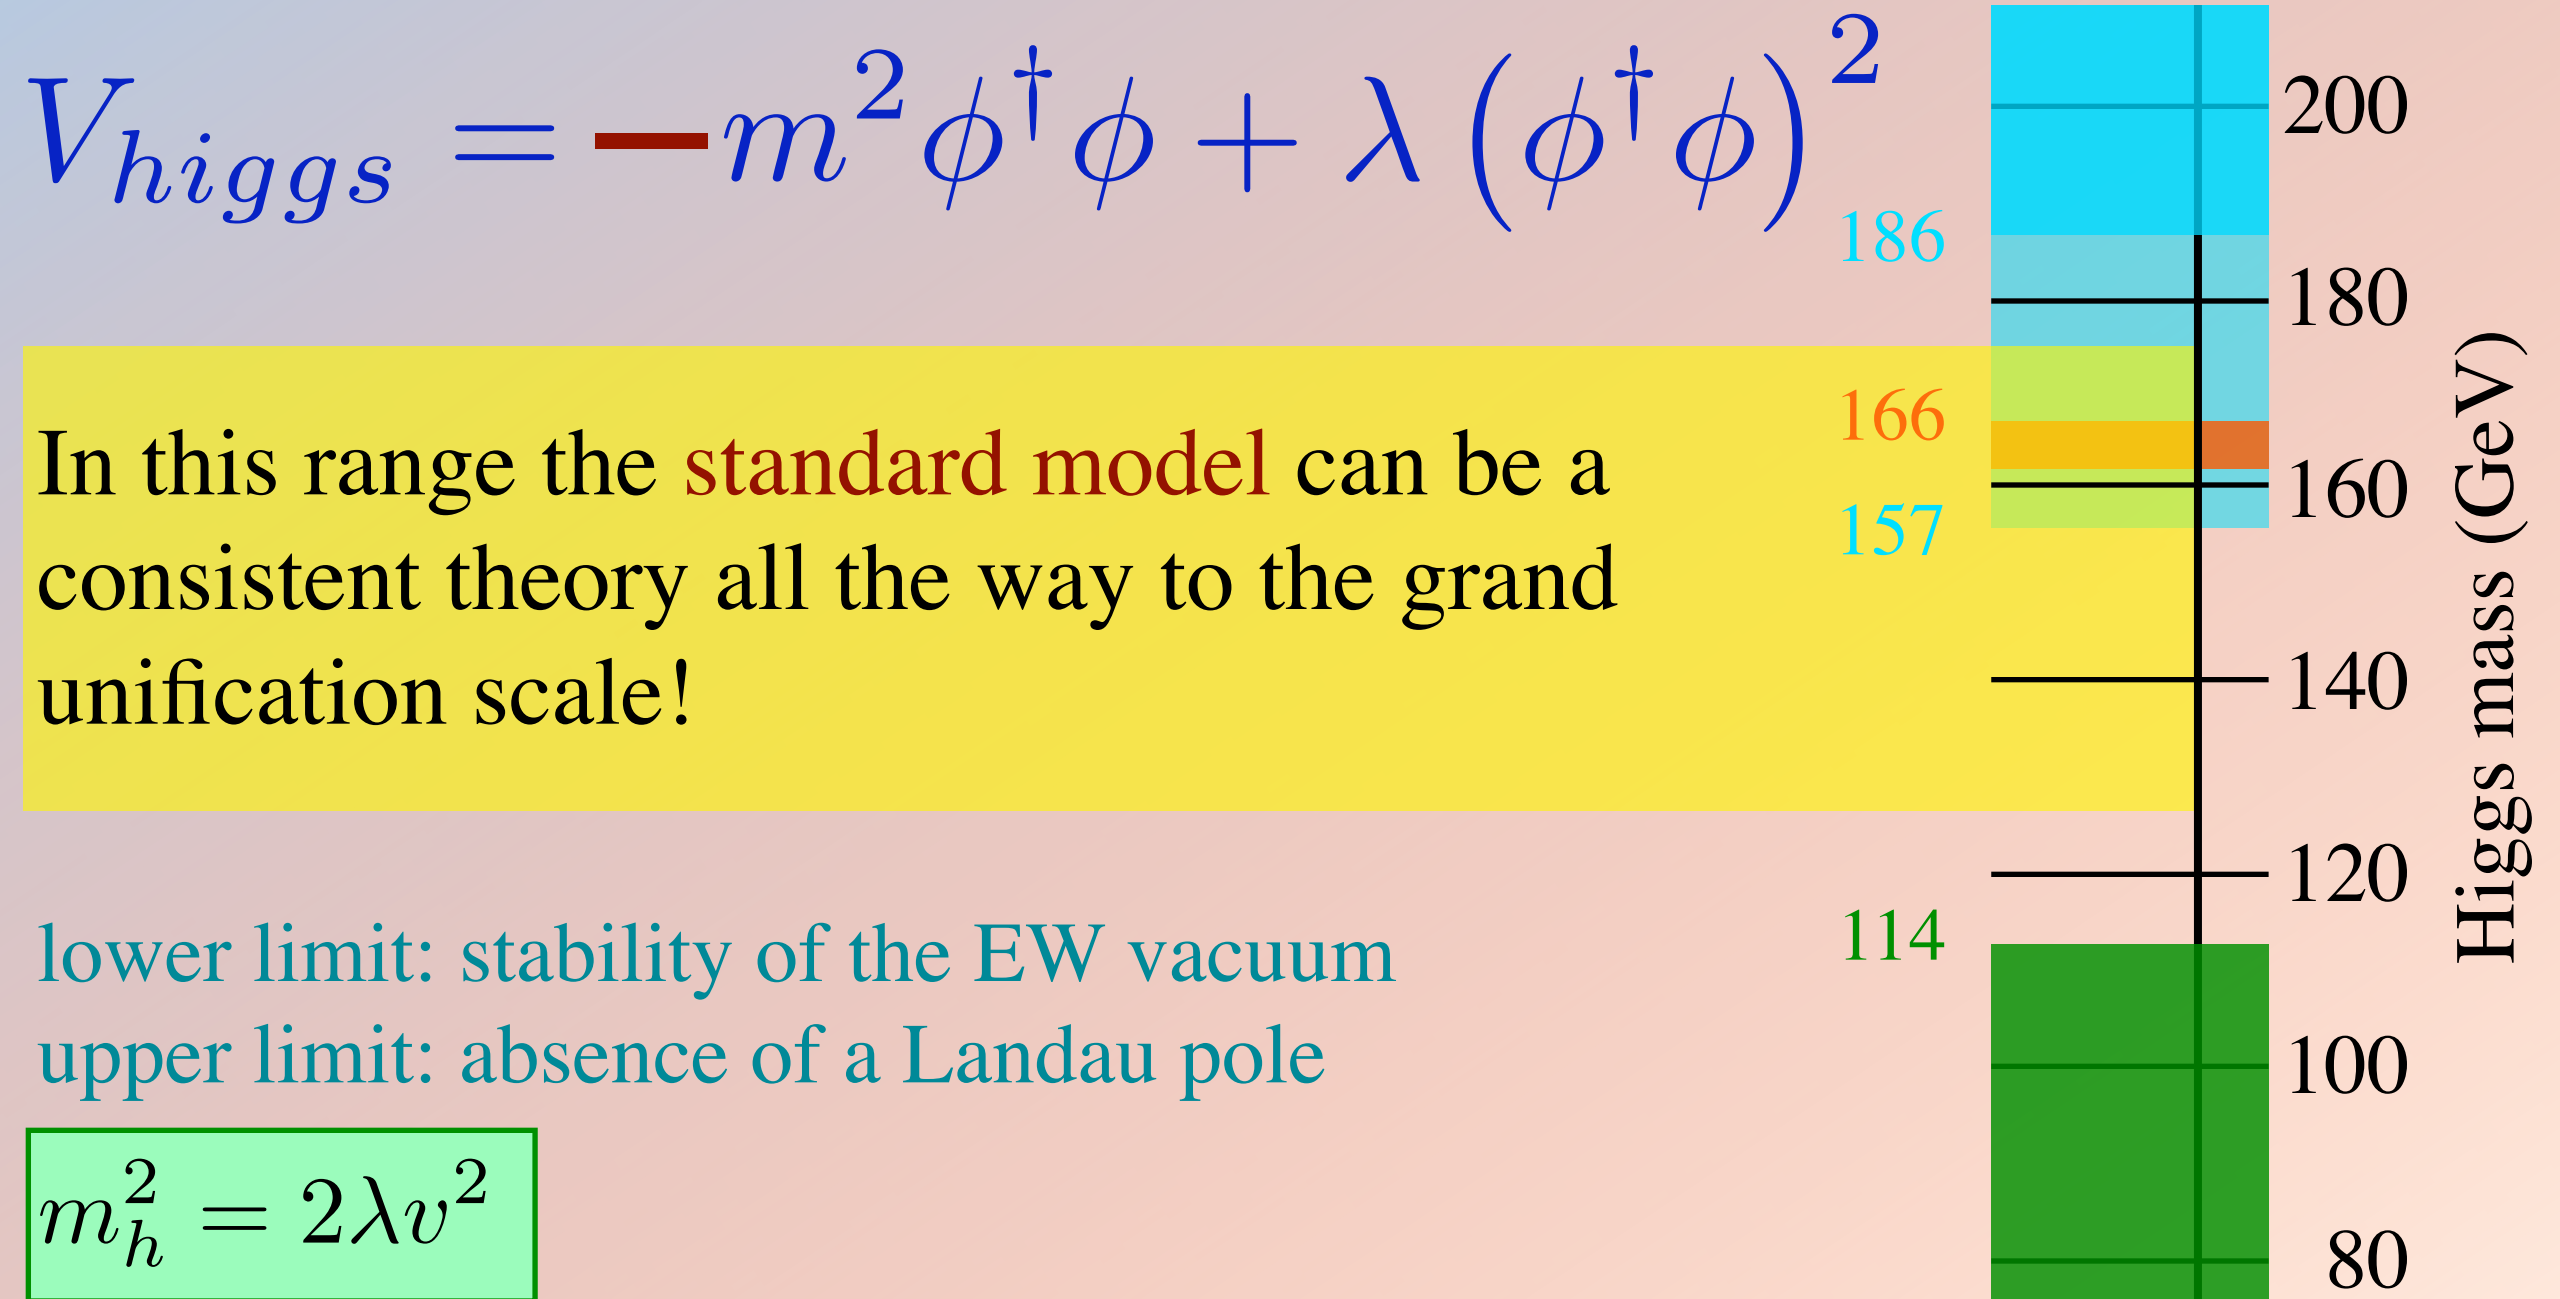 V_{higgs} = −m²φ†φ + λ(φ†φ)²
200
186
180
In this range the standard model can be a
166
160
consistent theory all the way to the grand
157
unification scale!
140
120
lower limit: stability of the EW vacuum
114
upper limit: absence of a Landau pole
100
m_h² = 2λv²
80
Higgs mass (GeV)